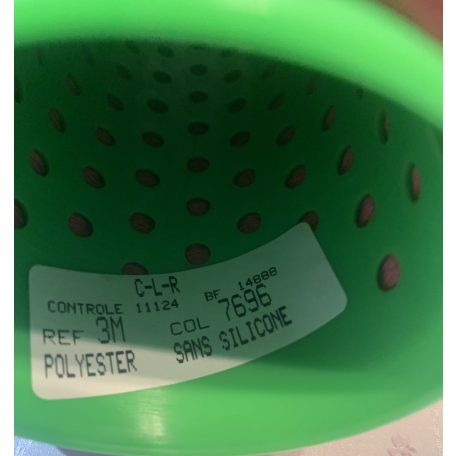 C-L-R
CONTROLE 11124 BF 14888
REF 3M COL 7696
POLYESTER SANS SILICONE